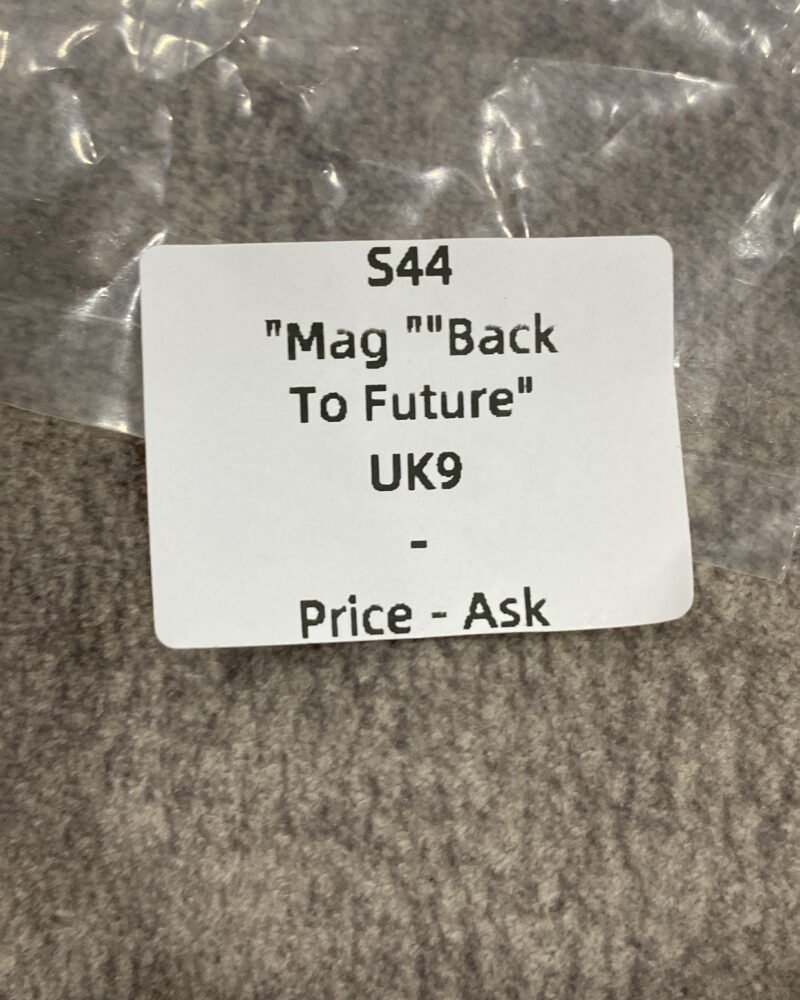 S44
"Mag ""Back
To Future"
UK9
-
Price - Ask